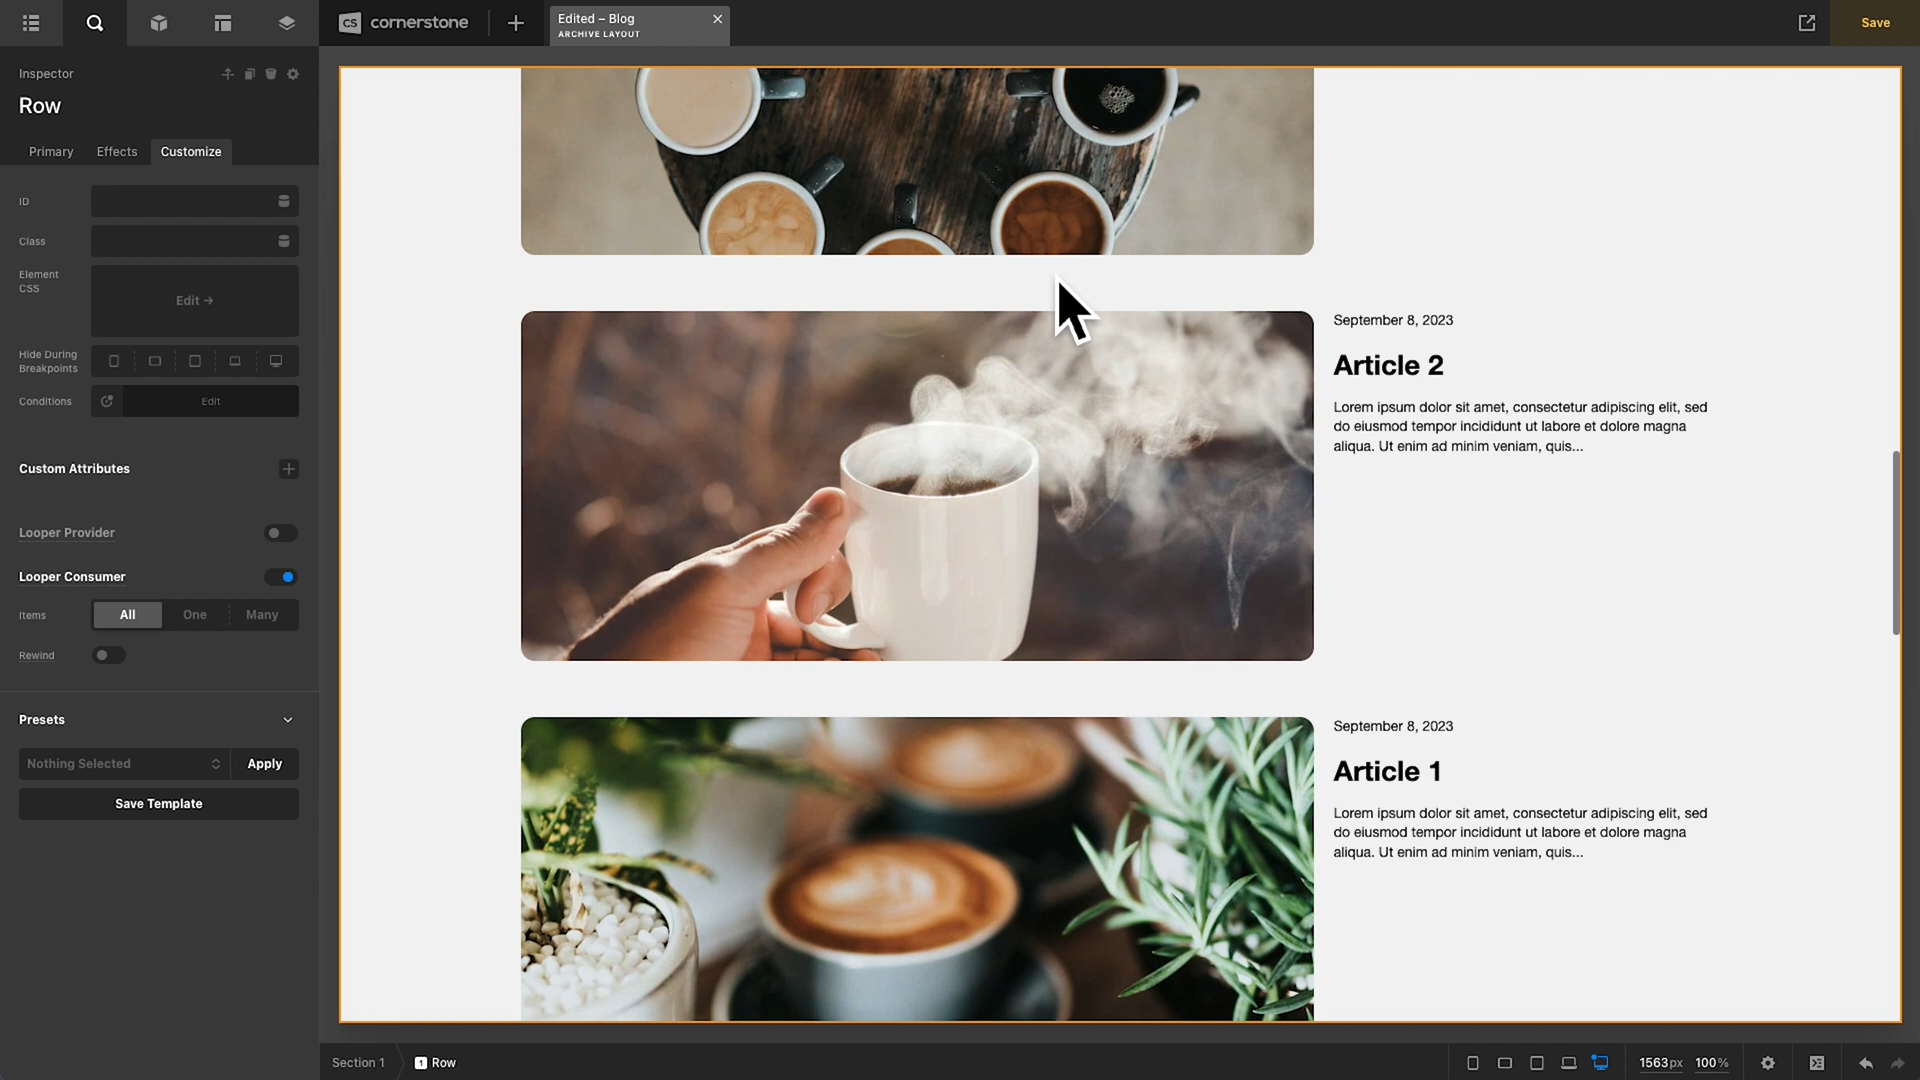 CS cornerstone
Edited – Blog
ARCHIVE LAYOUT
Save
Inspector
Row
Primary
Effects
Customize
ID
Class
Element
CSS
Edit →
Hide During
Breakpoints
Conditions
Edit
Custom Attributes
Looper Provider
Looper Consumer
Items
All
One
Many
Rewind
Presets
Nothing Selected
Apply
Save Template
September 8, 2023
Article 2
Lorem ipsum dolor sit amet, consectetur adipiscing elit, sed
do eiusmod tempor incididunt ut labore et dolore magna
aliqua. Ut enim ad minim veniam, quis...
September 8, 2023
Article 1
Lorem ipsum dolor sit amet, consectetur adipiscing elit, sed
do eiusmod tempor incididunt ut labore et dolore magna
aliqua. Ut enim ad minim veniam, quis...
Section 1
1 Row
1563px
100%